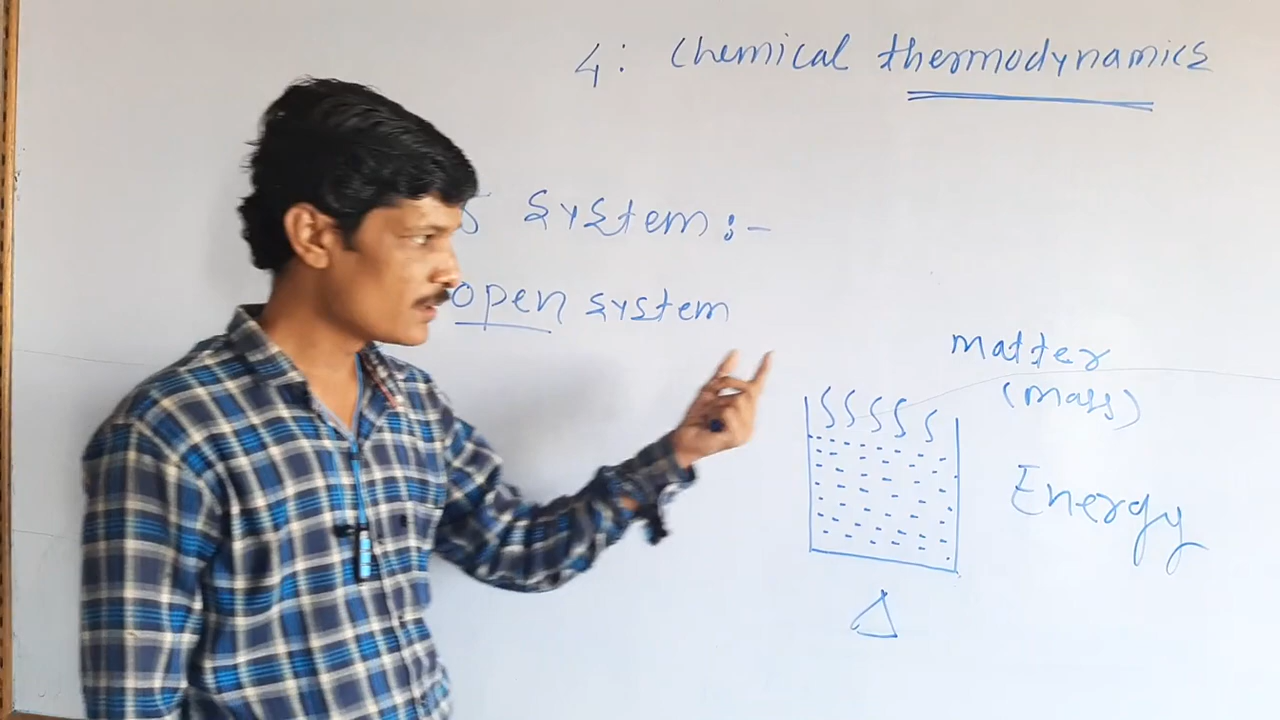 4: Chemical thermodynamics
system:-
open system
matter
(mass)
Energy
Δ